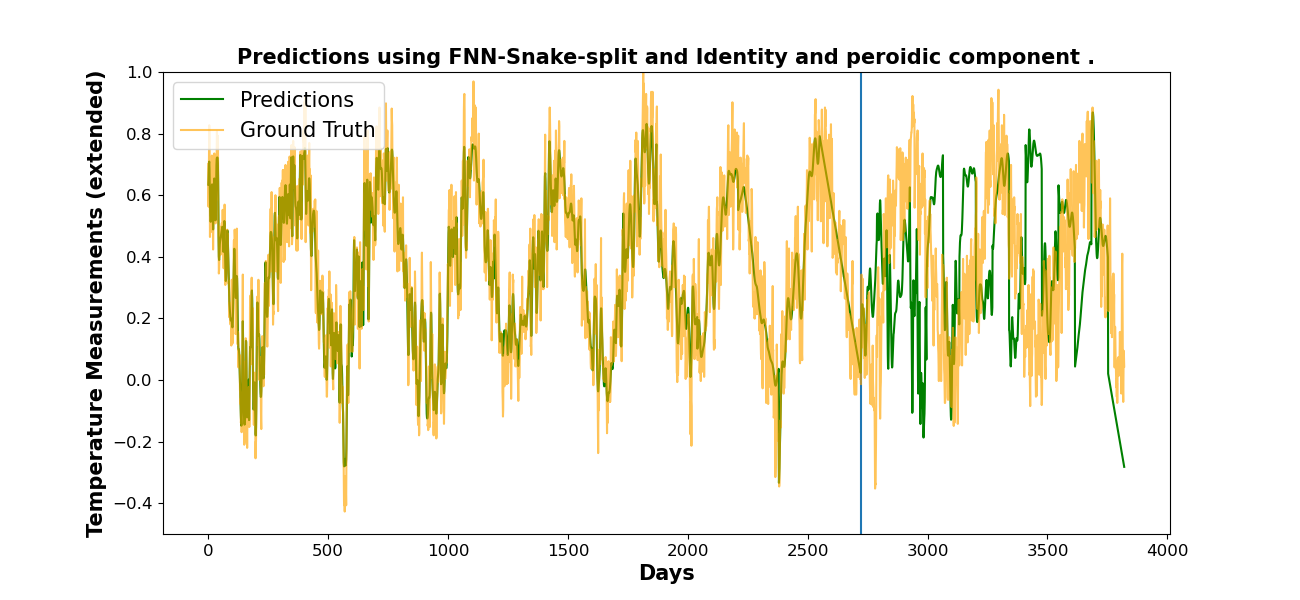 Predictions using FNN-Snake-split and Identity and peroidic component .
Temperature Measurements (extended)
1.0
0.8
0.6
0.4
0.2
0.0
−0.2
−0.4
Predictions
Ground Truth
0 500 1000 1500 2000 2500 3000 3500 4000
Days